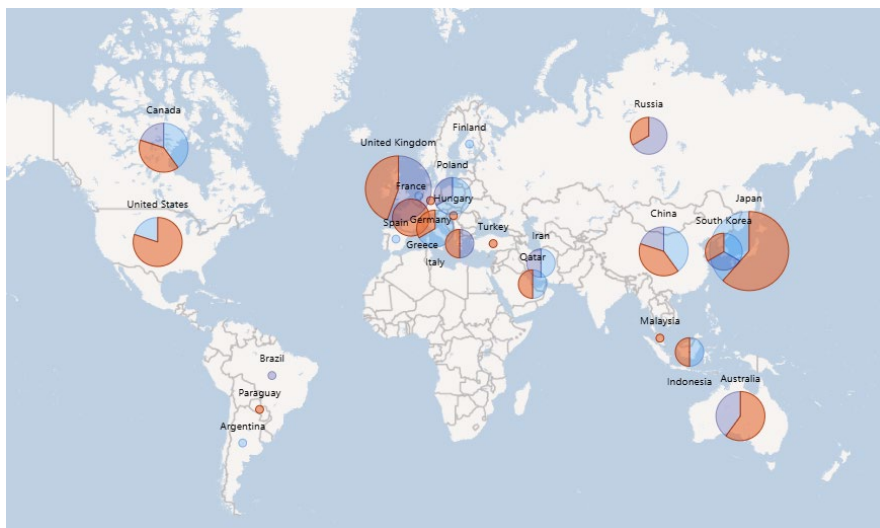 Canada
Russia
Finland
United Kingdom
Poland
France
Hungary
United States
Japan
China
South Korea
Spain
Germany
Turkey
Iran
Greece
Qatar
Italy
Malaysia
Brazil
Indonesia
Australia
Paraguay
Argentina